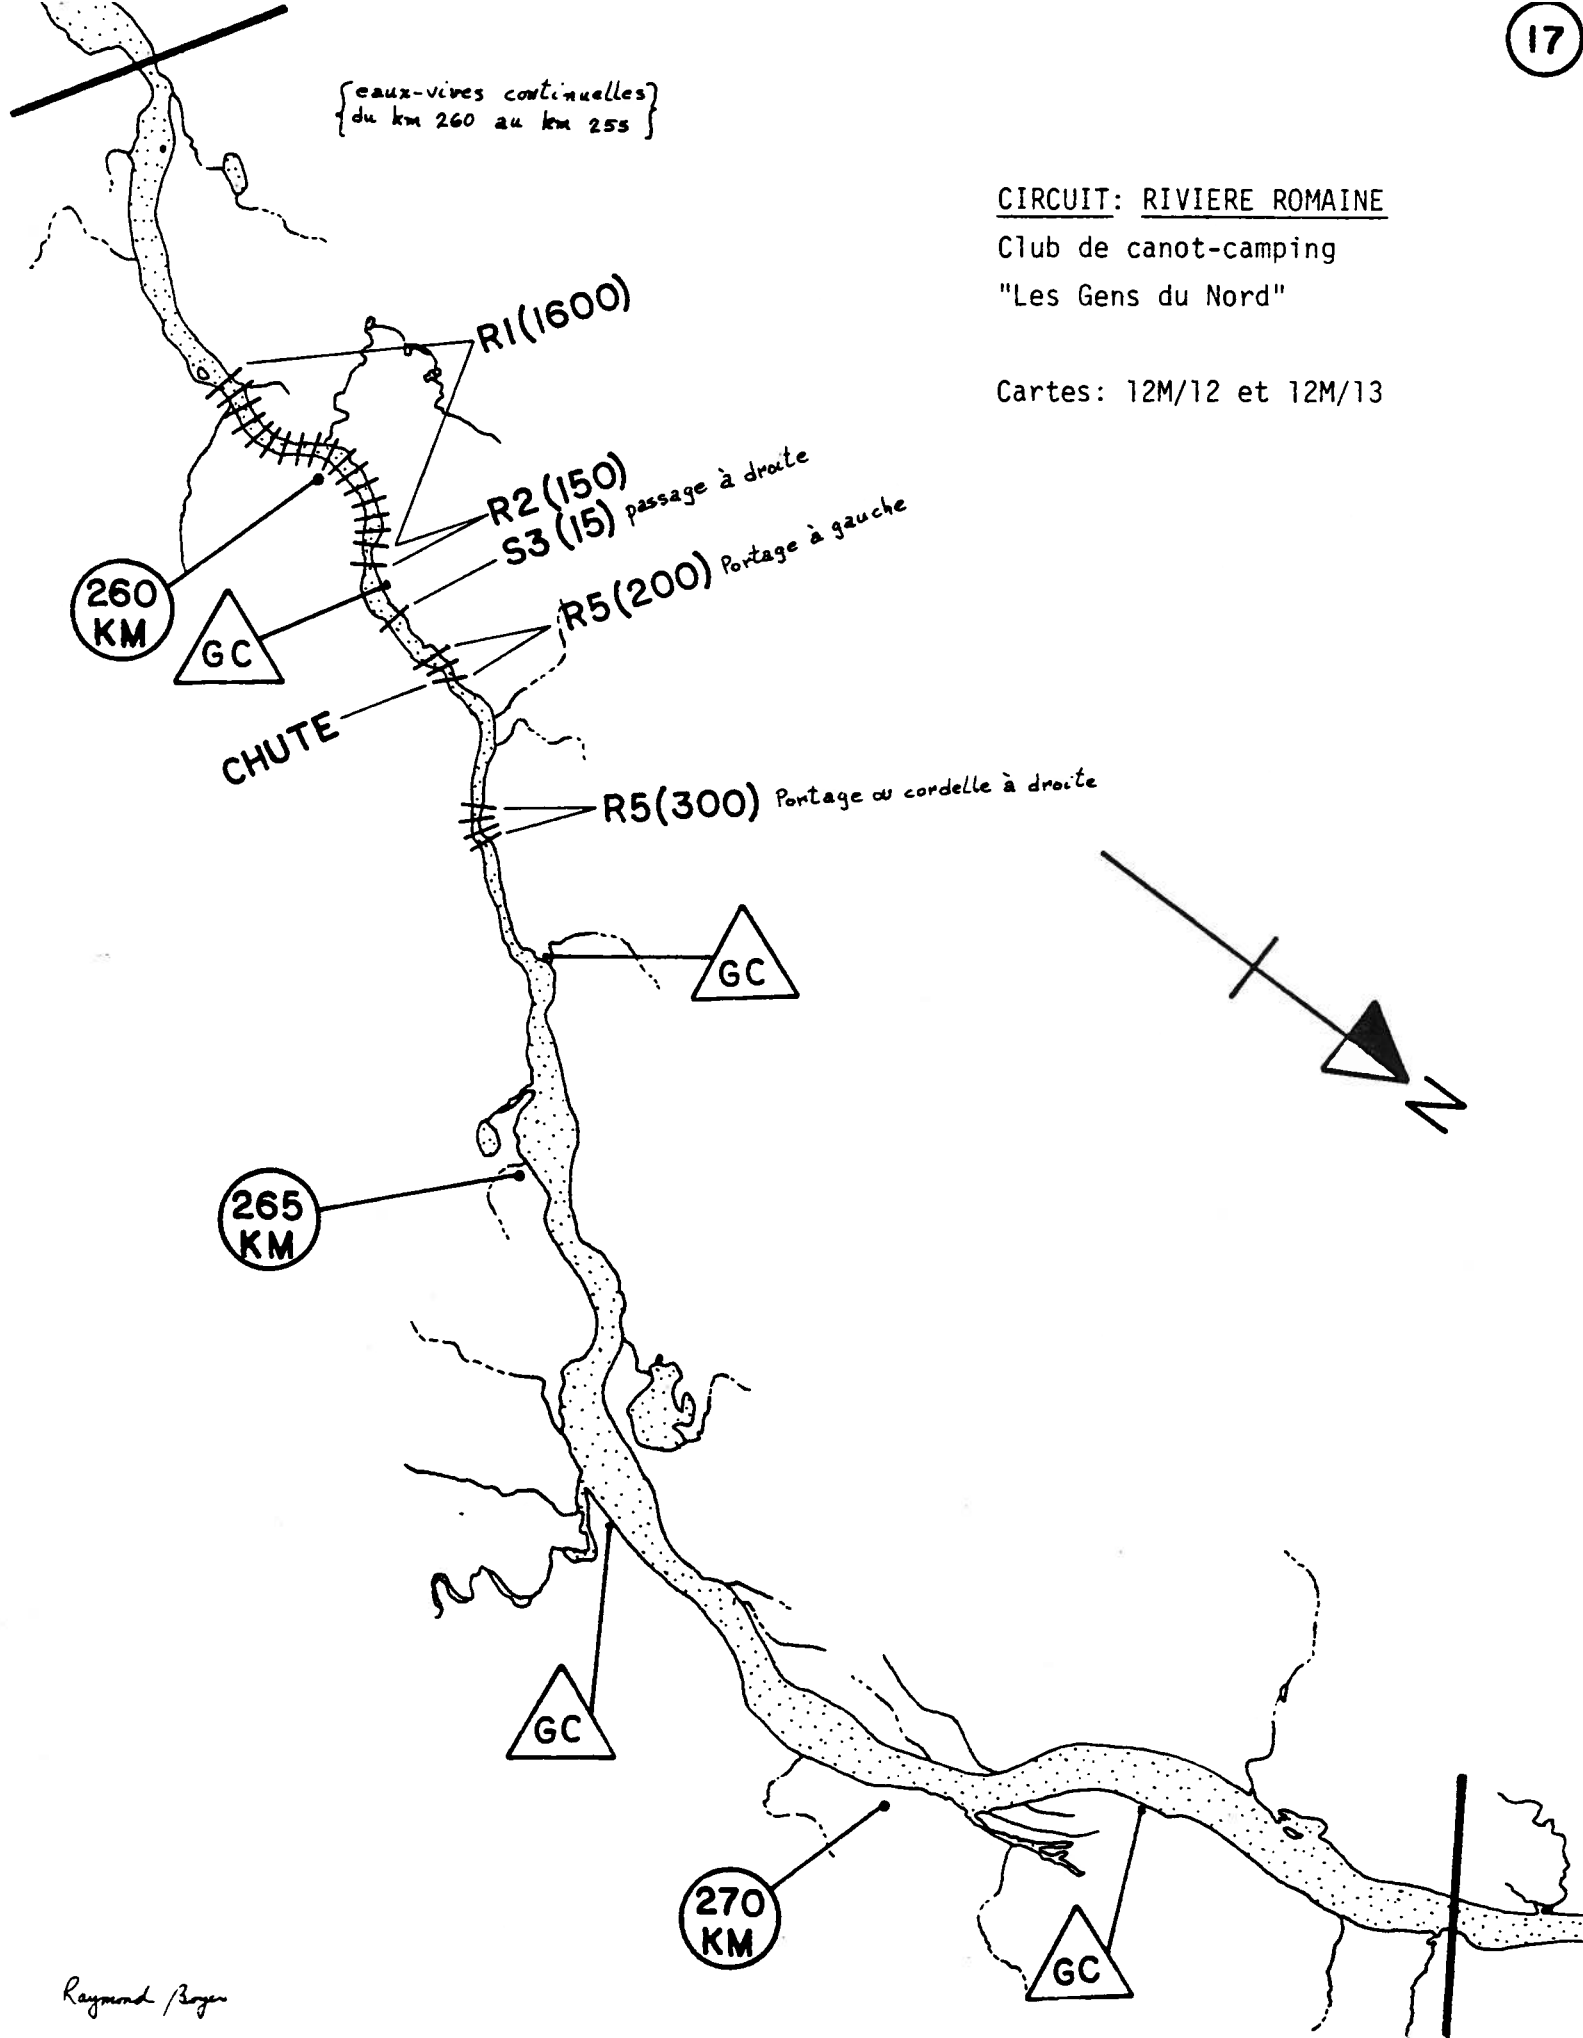 17
{eaux-vives continuelles}
{du km 260 au km 255}
CIRCUIT: RIVIERE ROMAINE
Club de canot-camping
"Les Gens du Nord"
Cartes: 12M/12 et 12M/13
R1(1600)
R2(150)
S3(15) passage à droite
R5(200) Portage à gauche
260
KM
GC
CHUTE
R5(300) Portage ou cordelle à droite
GC
N
265
KM
GC
270
KM
GC
Raymond Boyer